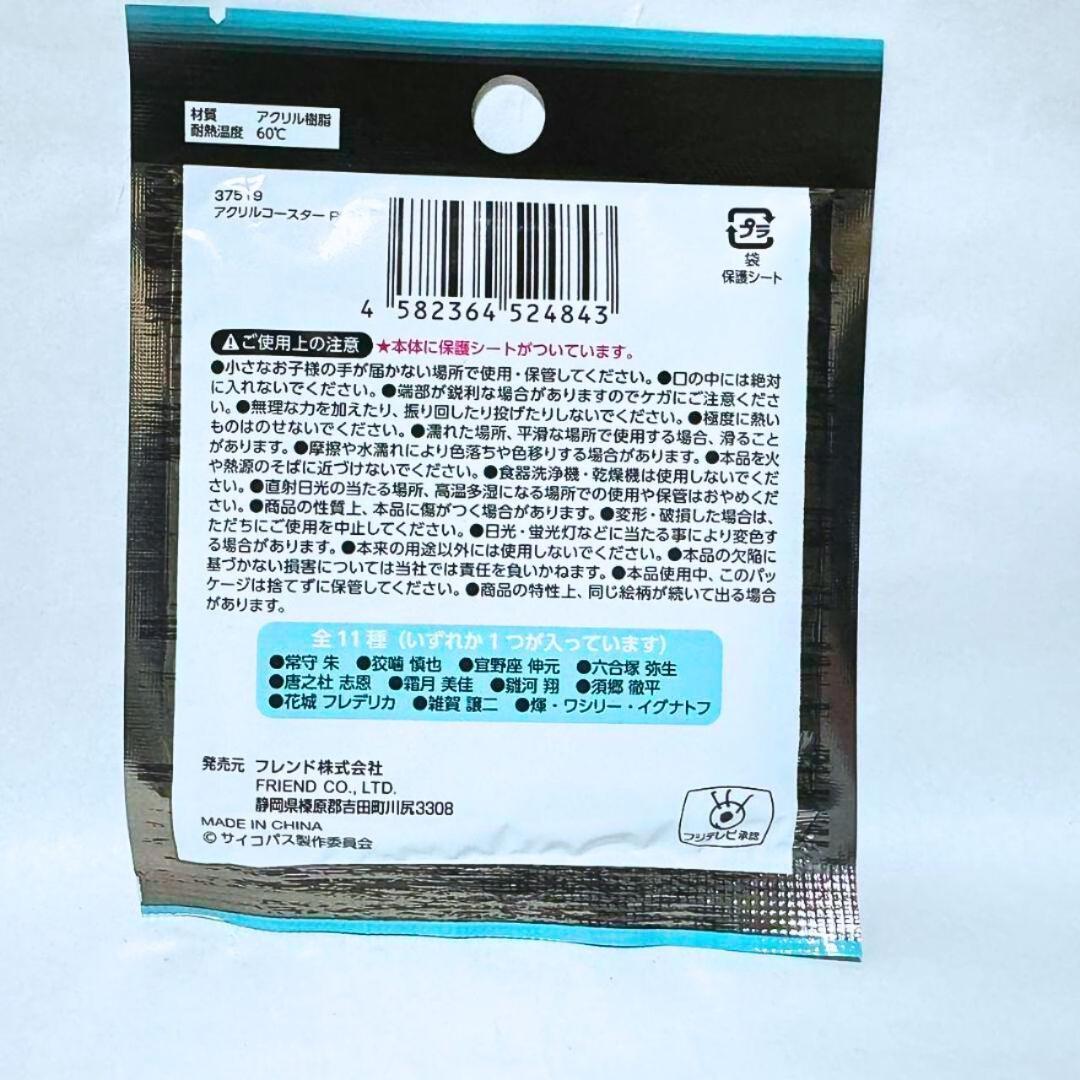 材質 アクリル樹脂
耐熱温度 60℃
37519
アクリルコースター P
プラ
袋
保護シート
4 582364 524843
ご使用上の注意 ★本体に保護シートがついています。
●小さなお子様の手が届かない場所で使用・保管してください。●口の中には絶対
に入れないでください。●端部が鋭利な場合がありますのでケガにご注意くださ
い。●無理な力を加えたり、振り回したり投げたりしないでください。●極度に熱い
ものはのせないでください。●濡れた場所、平滑な場所で使用する場合、滑ること
があります。●摩擦や水濡れにより色落ちや色移りする場合があります。●本品を火
や熱源のそばに近づけないでください。●食器洗浄機・乾燥機は使用しないでくだ
さい。●直射日光の当たる場所、高温多湿になる場所での使用や保管はおやめくだ
さい。●商品の性質上、本品に傷がつく場合があります。●変形・破損した場合は、
ただちにご使用を中止してください。●日光・蛍光灯などに当たる事により変色す
る場合があります。●本来の用途以外には使用しないでください。●本品の欠陥に
基づかない損害については当社では責任を負いかねます。●本品使用中、このパッ
ケージは捨てずに保管してください。●商品の特性上、同じ絵柄が続いて出る場合
があります。
全11種（いずれか1つが入っています）
●常守 朱 ●狡噛 慎也 ●宜野座 伸元 ●六合塚 弥生
●唐之杜 志恩 ●霜月 美佳 ●雛河 翔 ●須郷 徹平
●花城 フレデリカ ●雑賀 譲二 ●輝・ワシリー・イグナトフ
発売元 フレンド株式会社
FRIEND CO., LTD.
静岡県榛原郡吉田町川尻3308
MADE IN CHINA
© サイコパス製作委員会
フジテレビ承認